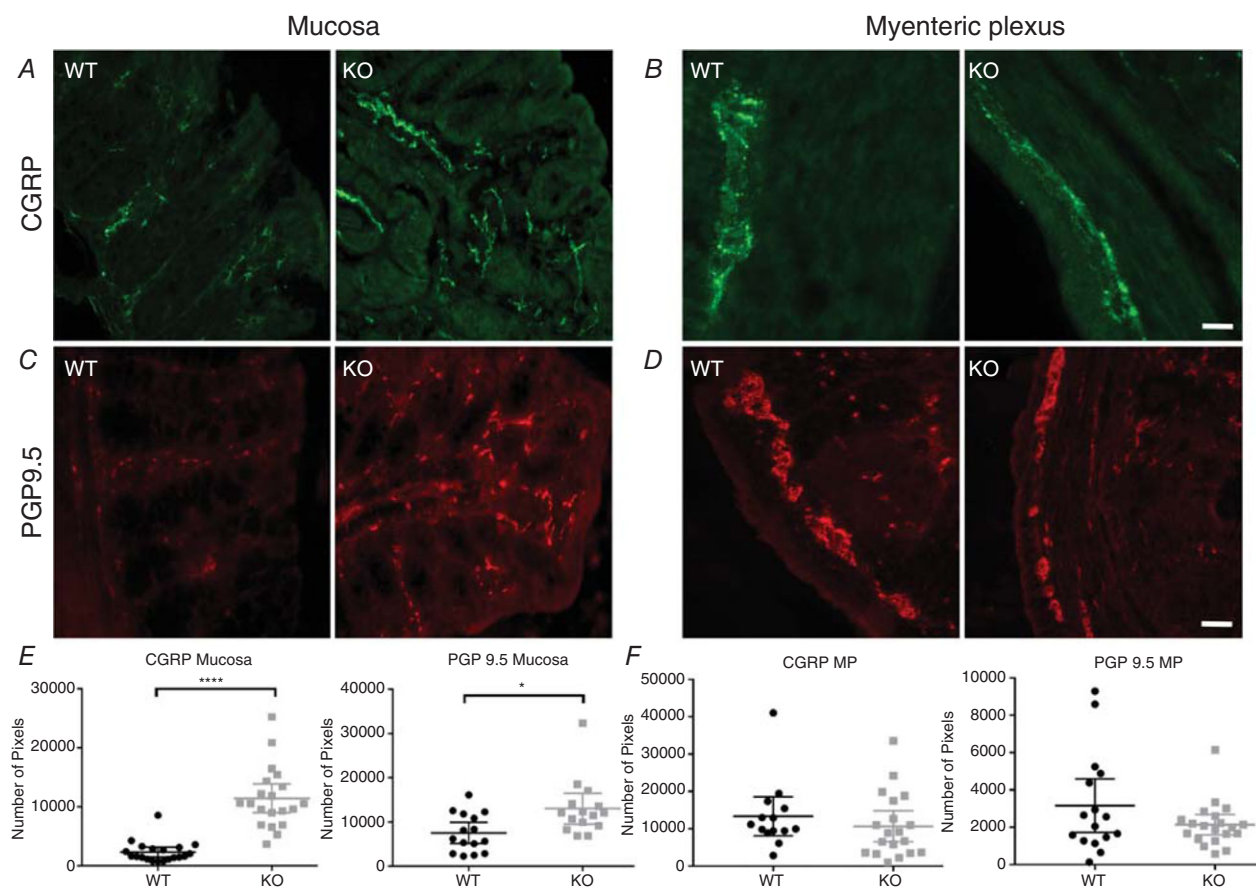 Mucosa
Myenteric plexus
A
WT
KO
B
WT
KO
CGRP
C
WT
KO
D
WT
KO
PGP9.5
E
CGRP Mucosa
PGP 9.5 Mucosa
F
CGRP MP
PGP 9.5 MP
Number of Pixels
30000
20000
10000
0
****
WT
KO
Number of Pixels
40000
30000
20000
10000
0
*
WT
KO
Number of Pixels
50000
40000
30000
20000
10000
0
WT
KO
Number of Pixels
10000
8000
6000
4000
2000
0
WT
KO